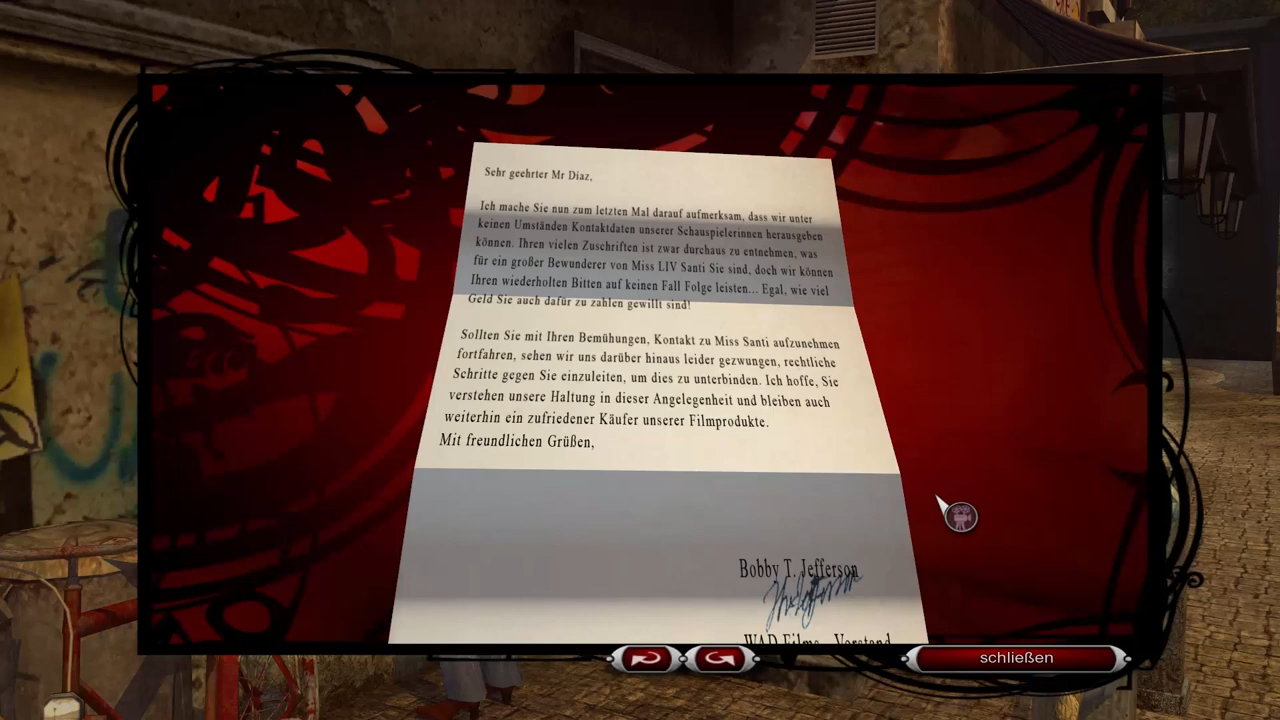 Sehr geehrter Mr Diaz,
Ich mache Sie nun zum letzten Mal darauf aufmerksam, dass wir unter
keinen Umständen Kontaktdaten unserer Schauspielerinnen herausgeben
können. Ihren vielen Zuschriften ist zwar durchaus zu entnehmen, was
für ein großer Bewunderer von Miss LIV Santi Sie sind, doch wir können
Ihren wiederholten Bitten auf keinen Fall Folge leisten... Egal, wie viel
Geld Sie auch dafür zu zahlen gewillt sind!
Sollten Sie mit Ihren Bemühungen, Kontakt zu Miss Santi aufzunehmen
fortfahren, sehen wir uns darüber hinaus leider gezwungen, rechtliche
Schritte gegen Sie einzuleiten, um dies zu unterbinden. Ich hoffe, Sie
verstehen unsere Haltung in dieser Angelegenheit und bleiben auch
weiterhin ein zufriedener Käufer unserer Filmprodukte.
Mit freundlichen Grüßen,
Bobby T. Jefferson
WAD Films - Vorstand
schließen